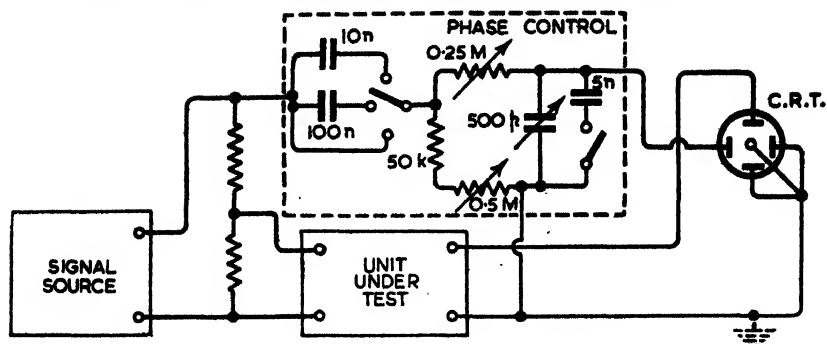 PHASE CONTROL
10n
0·25 M
5n
C.R.T.
100n
500 p
50 k
0·5 M
SIGNAL
SOURCE
UNIT
UNDER
TEST